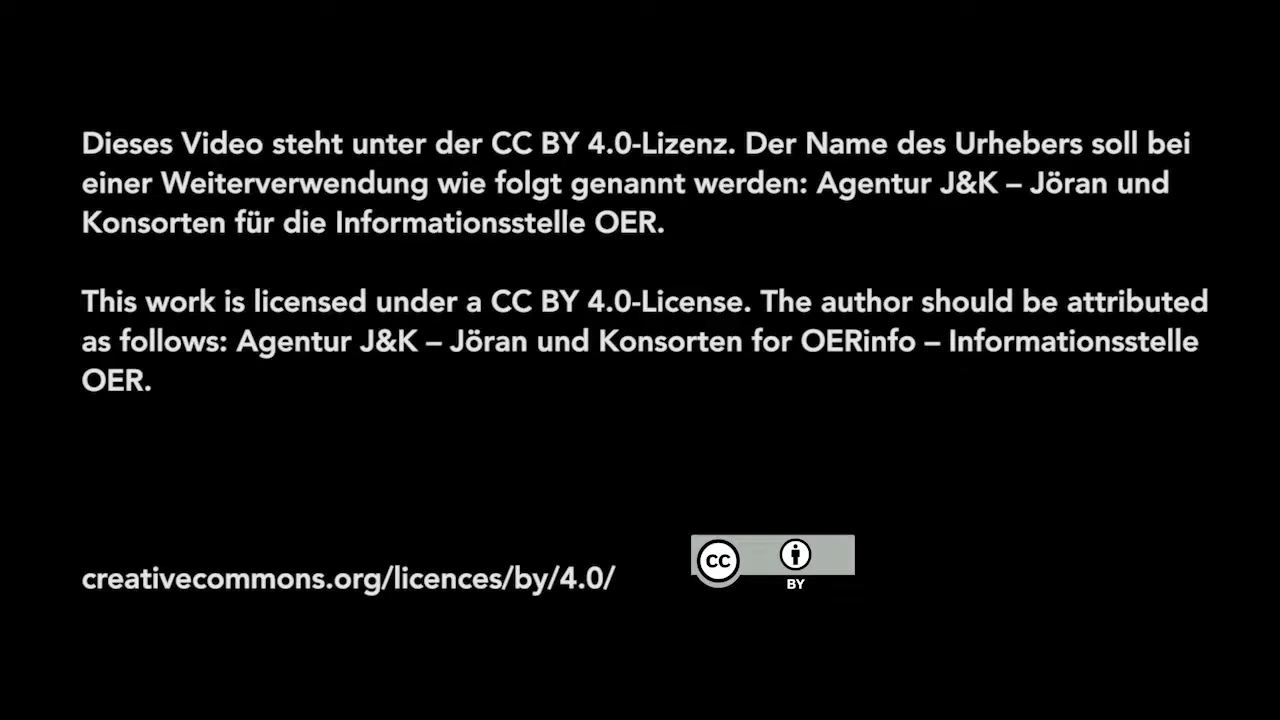 Dieses Video steht unter der CC BY 4.0-Lizenz. Der Name des Urhebers soll bei
einer Weiterverwendung wie folgt genannt werden: Agentur J&K – Jöran und
Konsorten für die Informationsstelle OER.
This work is licensed under a CC BY 4.0-License. The author should be attributed
as follows: Agentur J&K – Jöran und Konsorten for OERinfo – Informationsstelle
OER.
creativecommons.org/licences/by/4.0/
CC
BY